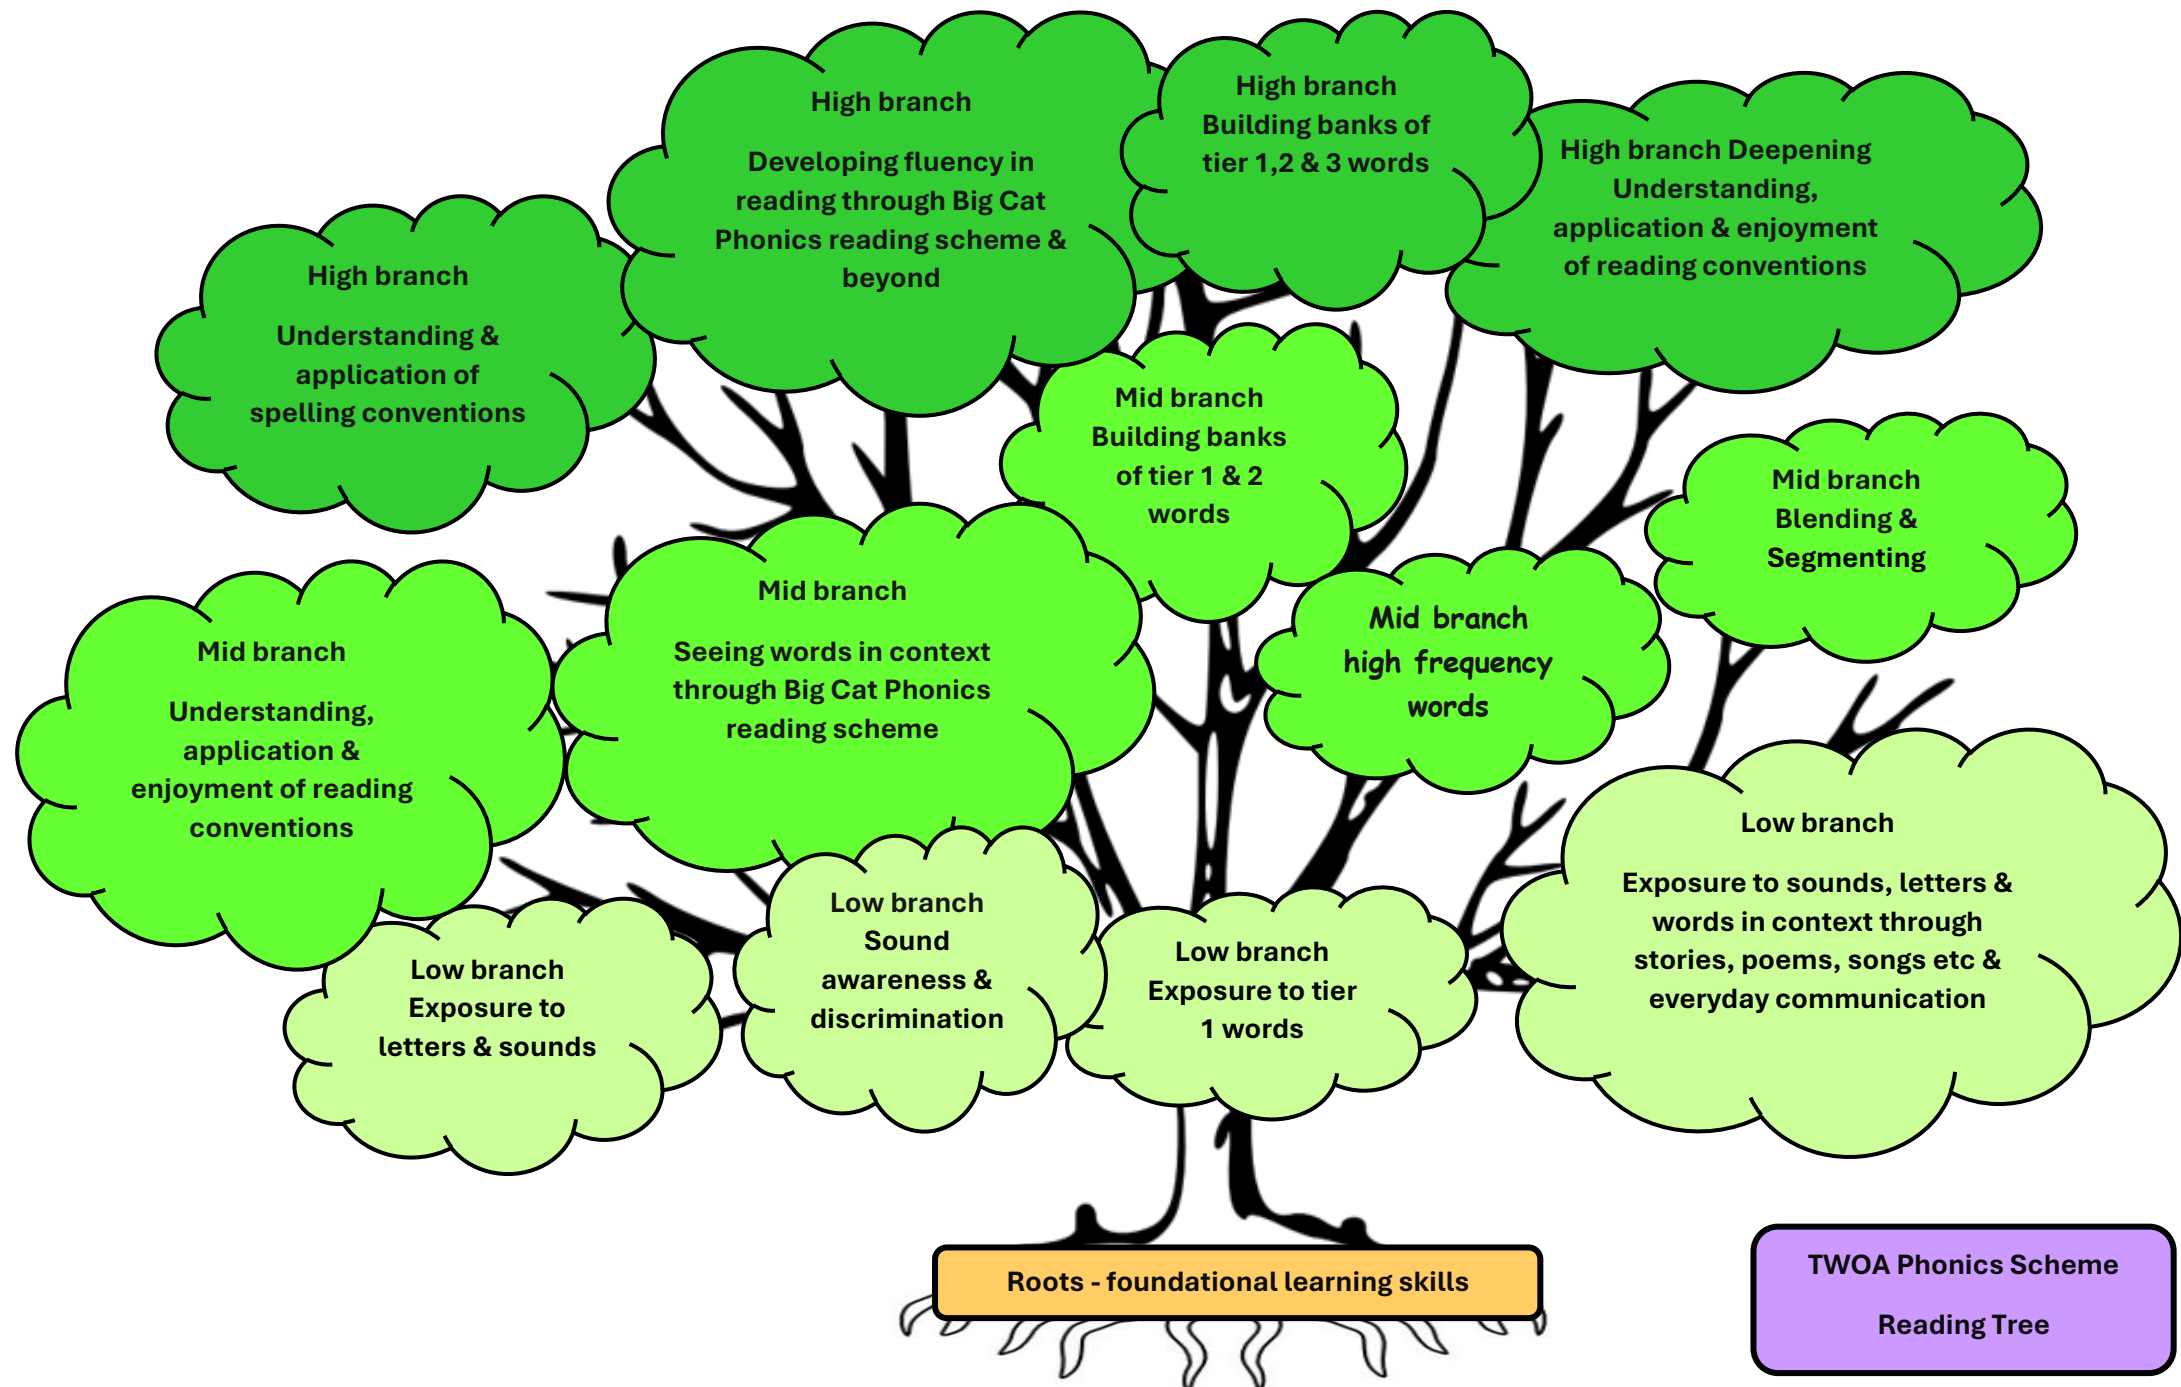 High branch
Developing fluency in
reading through Big Cat
Phonics reading scheme &
beyond
High branch
Building banks of
tier 1,2 & 3 words
High branch Deepening
Understanding,
application & enjoyment
of reading conventions
High branch
Understanding &
application of
spelling conventions
Mid branch
Building banks
of tier 1 & 2
words
Mid branch
Blending &
Segmenting
Mid branch
Understanding,
application &
enjoyment of reading
conventions
Mid branch
Seeing words in context
through Big Cat Phonics
reading scheme
Mid branch
high frequency
words
Low branch
Exposure to
letters & sounds
Low branch
Sound
awareness &
discrimination
Low branch
Exposure to tier
1 words
Low branch
Exposure to sounds, letters &
words in context through
stories, poems, songs etc &
everyday communication
Roots - foundational learning skills
TWOA Phonics Scheme
Reading Tree